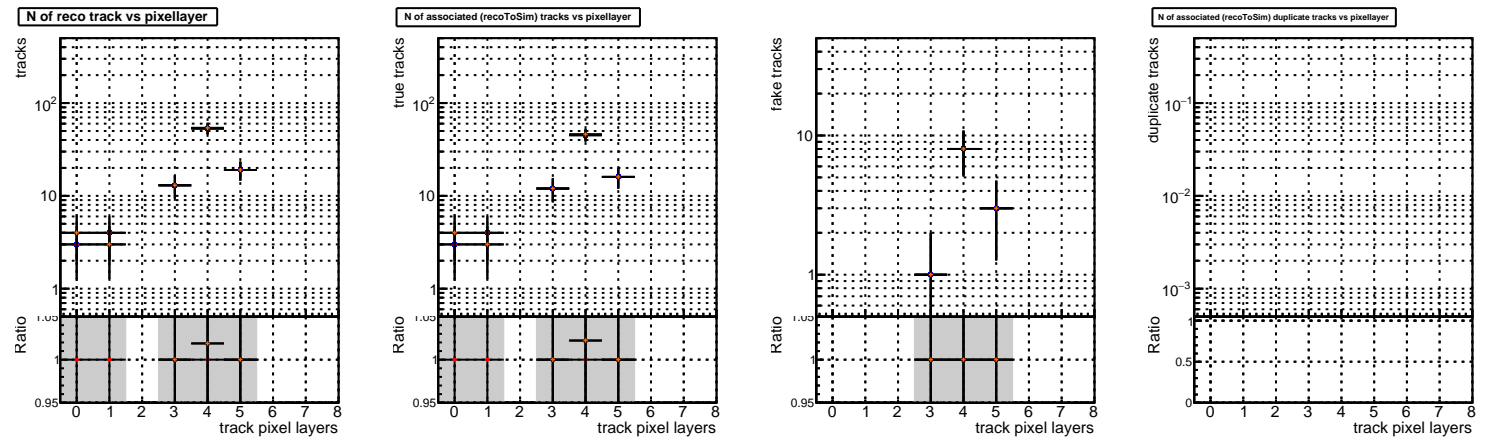 N of reco track vs pixellayer
tracks
10²
10
1
Ratio
1.05
1
0.95
0 1 2 3 4 5 6 7 8
track pixel layers
N of associated (recoToSim) tracks vs pixellayer
true tracks
10²
10
1
Ratio
1.05
1
0.95
0 1 2 3 4 5 6 7 8
track pixel layers
fake tracks
10
1
Ratio
1.05
1
0.95
0 1 2 3 4 5 6 7 8
track pixel layers
N of associated (recoToSim) duplicate tracks vs pixellayer
duplicate tracks
10⁻¹
10⁻²
10⁻³
Ratio
1
0.5
0
0 1 2 3 4 5 6 7 8
track pixel layers